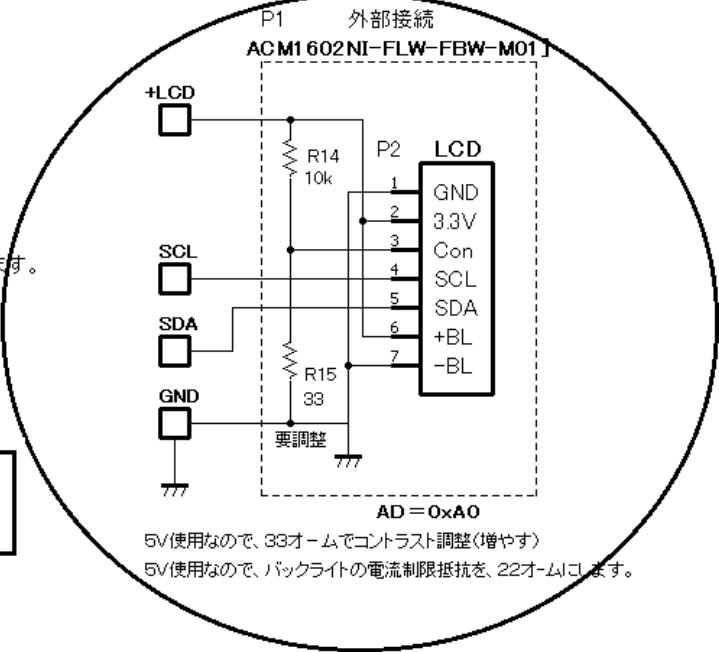 P1 外部接続
ACM1602NI-FLW-FBW-M01]
+LCD
R14
10k
P2 LCD
1 GND
2 3.3V
3 Con
SCL
4 SCL
5 SDA
SDA
6 +BL
7 -BL
R15
33
GND
要調整
ます。
AD=0xA0
5V使用なので、33オームでコントラスト調整(増やす)
5V使用なので、バックライトの電流制限抵抗を、22オームにします。